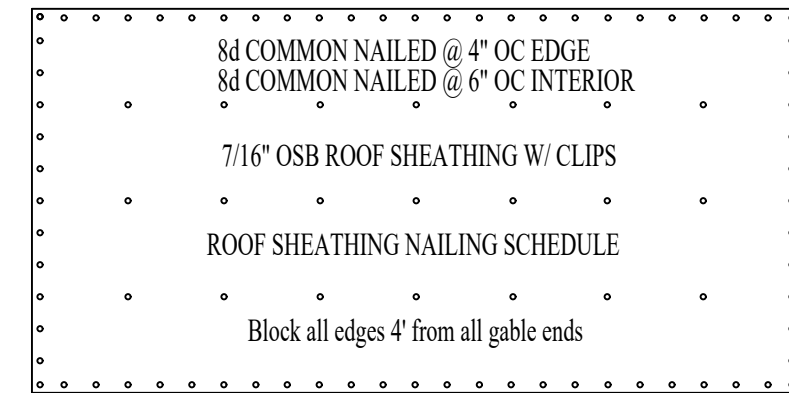 8d COMMON NAILED @ 4" OC EDGE
8d COMMON NAILED @ 6" OC INTERIOR
7/16" OSB ROOF SHEATHING W/ CLIPS
ROOF SHEATHING NAILING SCHEDULE
Block all edges 4' from all gable ends